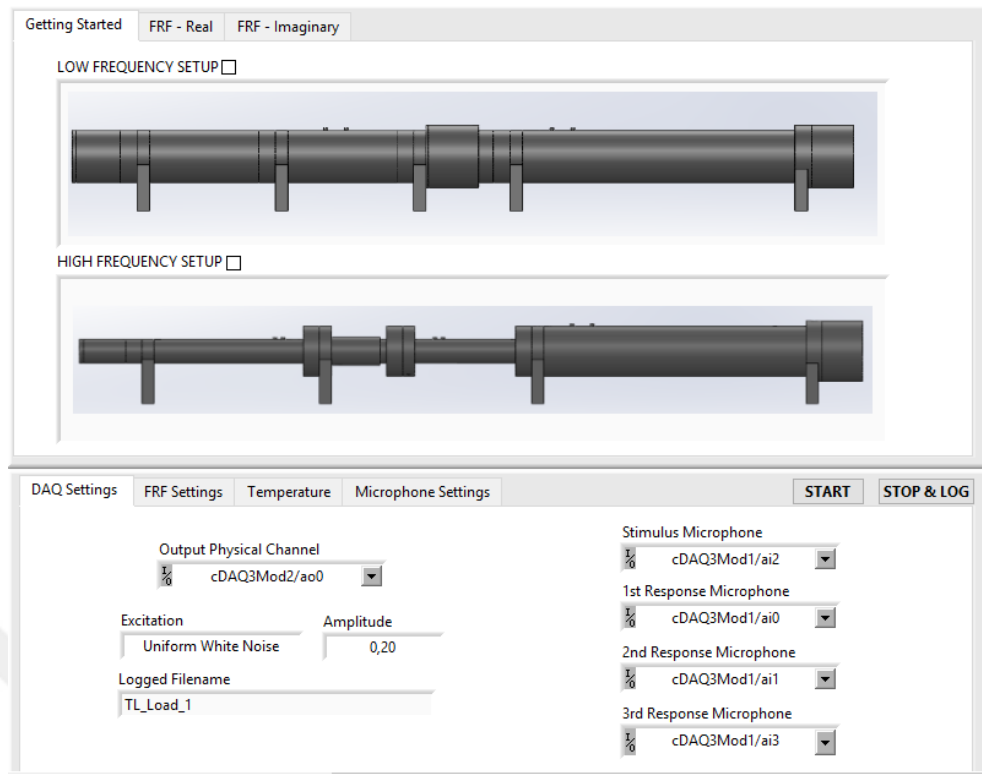 Getting Started
FRF - Real
FRF - Imaginary
LOW FREQUENCY SETUP
HIGH FREQUENCY SETUP
DAQ Settings
FRF Settings
Temperature
Microphone Settings
START
STOP & LOG
Output Physical Channel
I/O cDAQ3Mod2/ao0
Excitation
Uniform White Noise
Amplitude
0,20
Logged Filename
TL_Load_1
Stimulus Microphone
I/O cDAQ3Mod1/ai2
1st Response Microphone
I/O cDAQ3Mod1/ai0
2nd Response Microphone
I/O cDAQ3Mod1/ai1
3rd Response Microphone
I/O cDAQ3Mod1/ai3